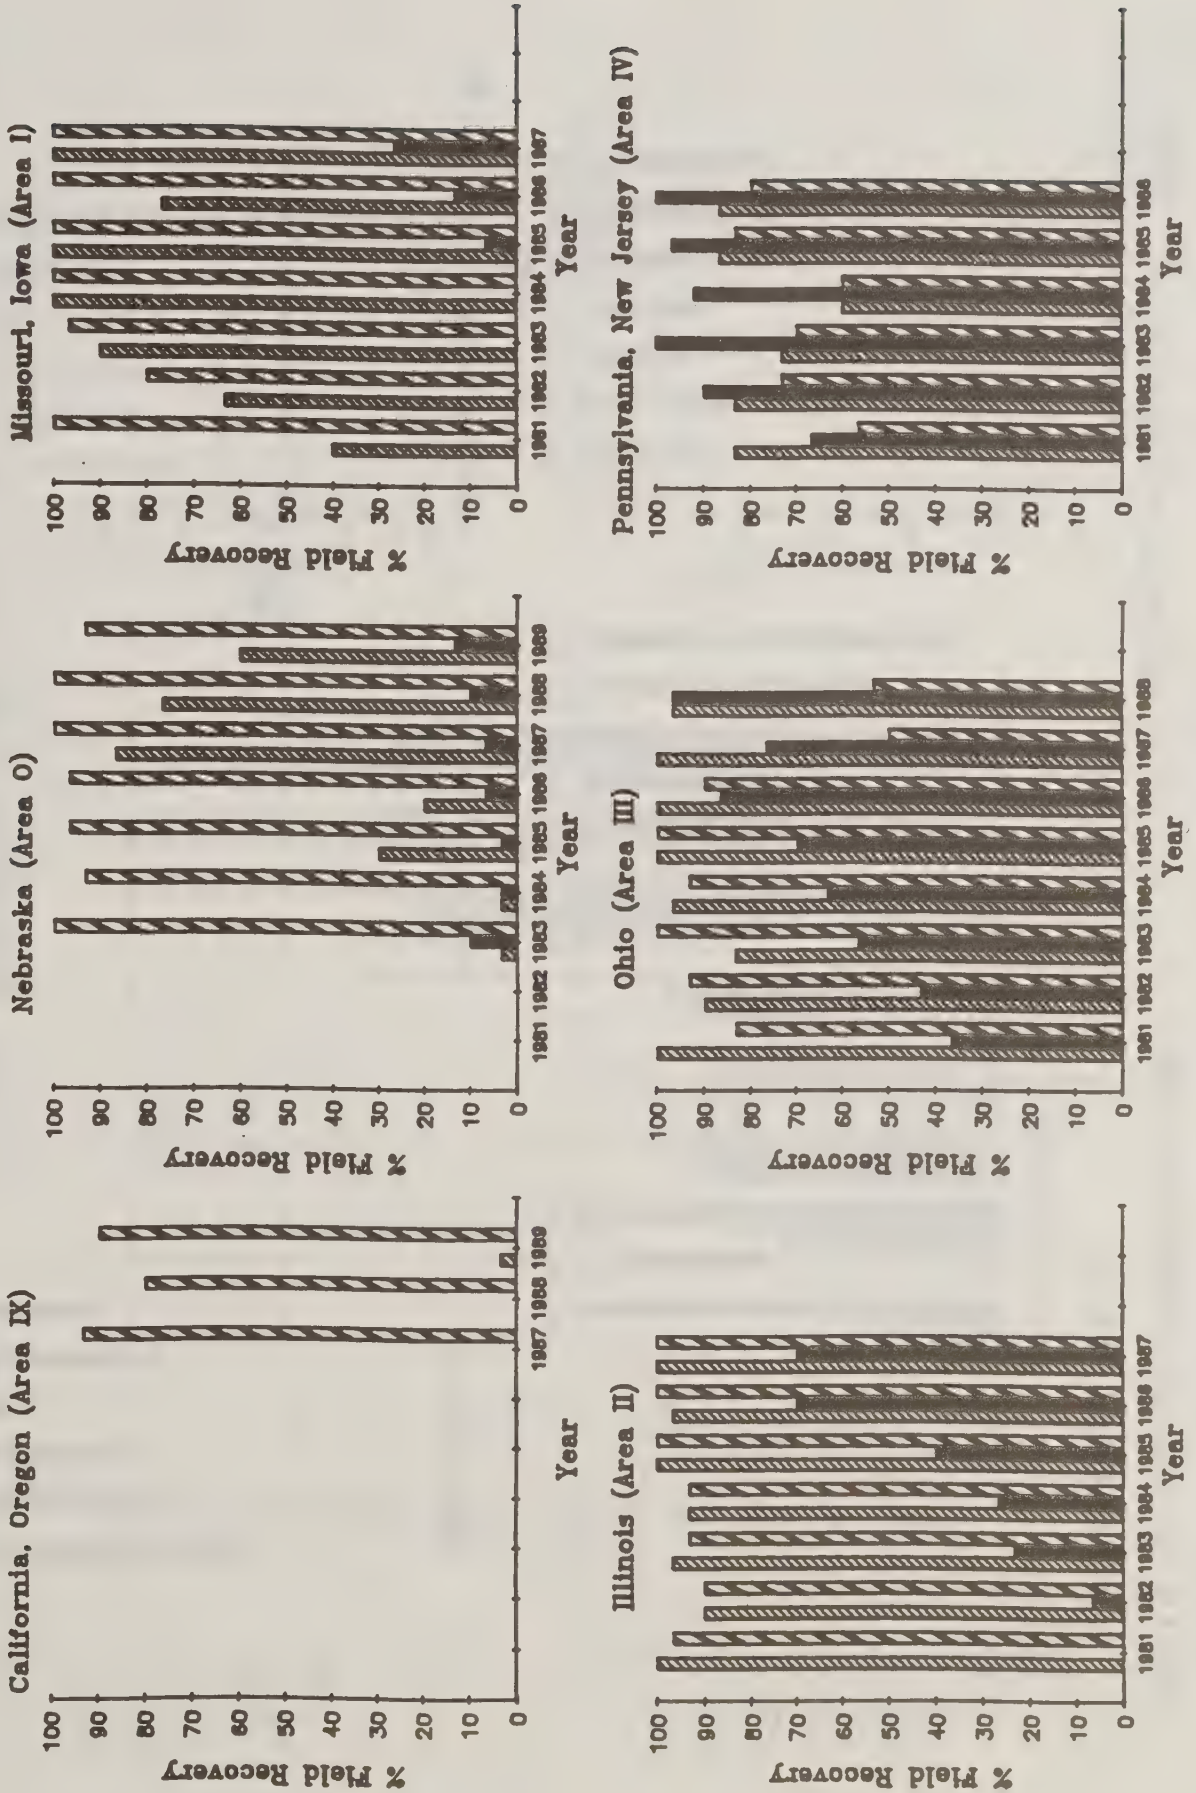 California, Oregon (Area IX)
% Field Recovery
100
90
80
70
60
50
40
30
20
10
0
1987 1988 1989
Year
Nebraska (Area O)
% Field Recovery
100
90
80
70
60
50
40
30
20
10
0
1981 1982 1983 1984 1985 1986 1987 1988 1989
Year
Missouri, Iowa (Area I)
% Field Recovery
100
90
80
70
60
50
40
30
20
10
0
1981 1982 1983 1984 1985 1986 1987
Year
Illinois (Area II)
% Field Recovery
100
90
80
70
60
50
40
30
20
10
0
1981 1982 1983 1984 1985 1986 1987
Year
Ohio (Area III)
% Field Recovery
100
90
80
70
60
50
40
30
20
10
0
1981 1982 1983 1984 1985 1986 1987 1988
Year
Pennsylvania, New Jersey (Area IV)
% Field Recovery
100
90
80
70
60
50
40
30
20
10
0
1981 1982 1983 1984 1985 1986
Year